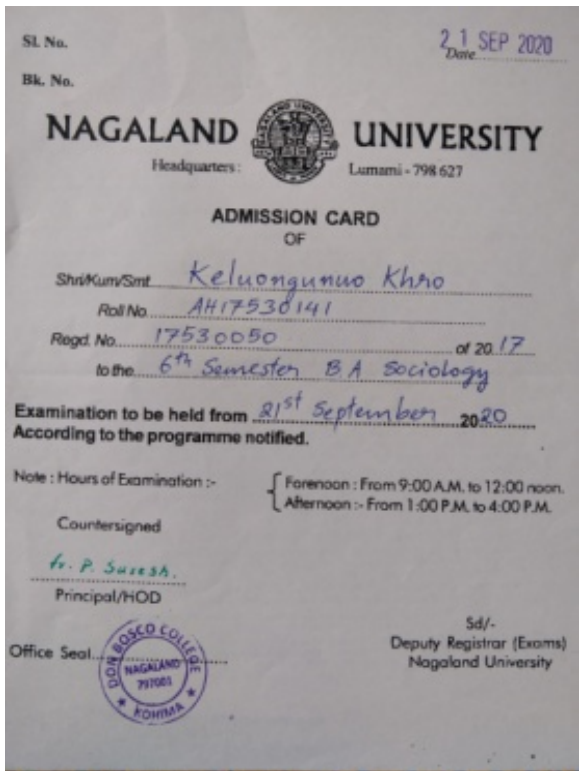 Sl. No.
21 SEP 2020
Date
Bk. No.
NAGALAND UNIVERSITY
Headquarters: Lumami - 798 627
ADMISSION CARD
OF
Shri/Kum/Smt. Keluongunuo Khro
Roll No. AH17530141
Regd. No. 17530050 of 2017
to the 6th Semester B A Sociology
Examination to be held from 21st September 2020
According to the programme notified.
Note : Hours of Examination :- { Forenoon : From 9:00 A.M. to 12:00 noon.
Afternoon :- From 1:00 P.M. to 4:00 P.M.
Countersigned
fr. P. Suresh.
Principal/HOD
Sd/-
Deputy Registrar (Exams)
Nagaland University
Office Seal
DON BOSCO COLLEGE
NAGALAND
797001
★ KOHIMA ★